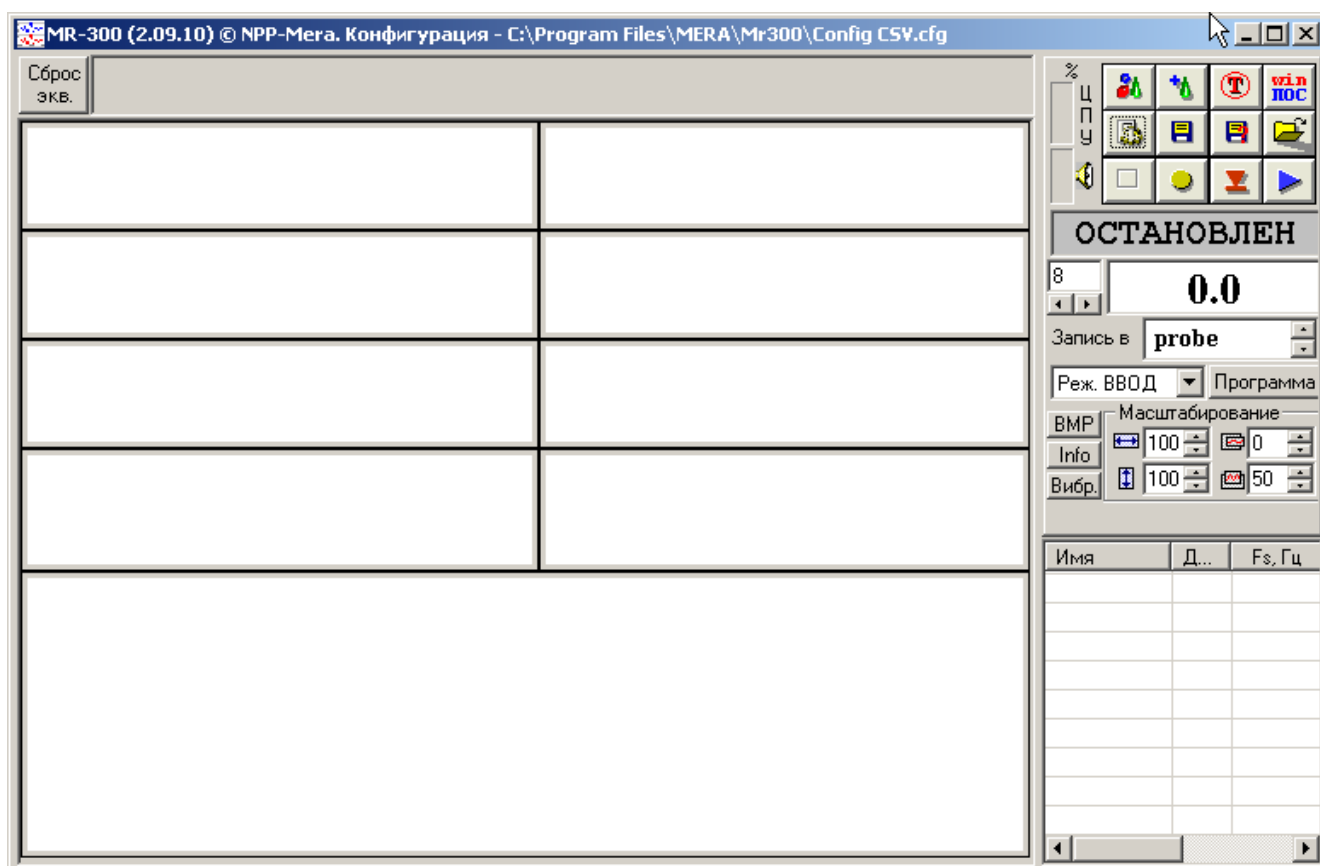 MR-300 (2.09.10) © NPP-Mera. Конфигурация - C:\Program Files\MERA\Mr300\Config CSV.cfg
Сброс
экв.
%
ЦПУ
T
win
ПОС
ОСТАНОВЛЕН
8
0.0
Запись в probe
Реж. ВВОД Программа
Масштабирование
BMP
100 0
Info
100 50
Вибр.
Имя Д... Fs, Гц